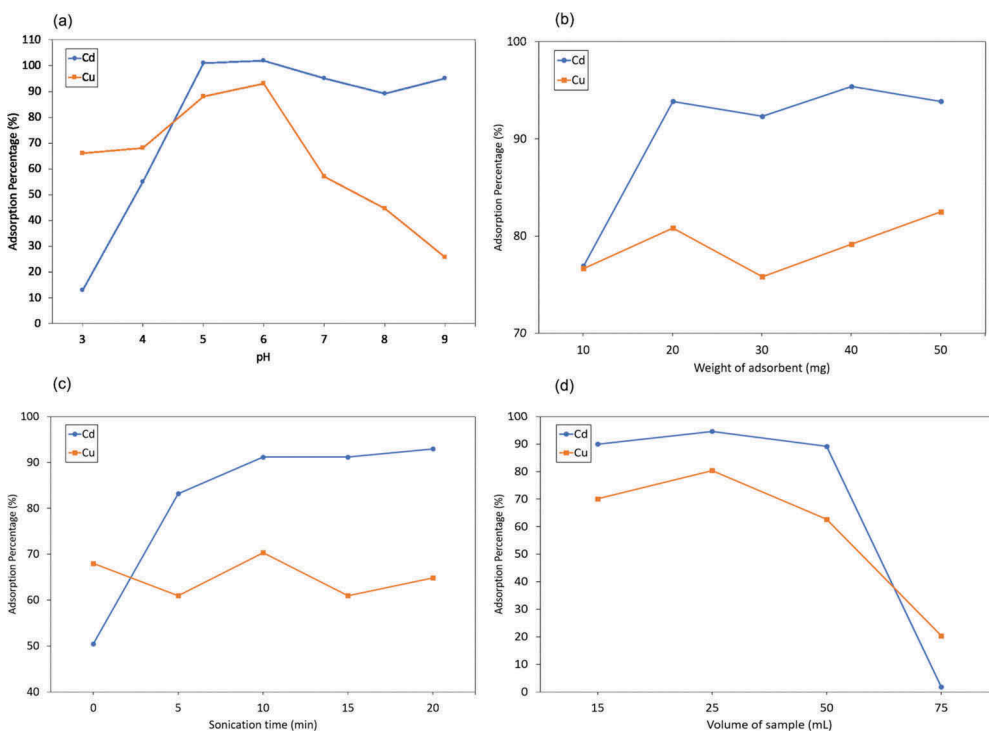 (a)
Adsorption Percentage (%)
110
100
90
80
70
60
50
40
30
20
10
0
Cd
Cu
3 4 5 6 7 8 9
pH
(b)
Adsorption Percentage (%)
100
90
80
70
Cd
Cu
10 20 30 40 50
Weight of adsorbent (mg)
(c)
Adsorption Percentage (%)
100
90
80
70
60
50
40
Cd
Cu
0 5 10 15 20
Sonication time (min)
(d)
Adsorption Percentage (%)
100
90
80
70
60
50
40
30
20
10
0
Cd
Cu
15 25 50 75
Volume of sample (mL)